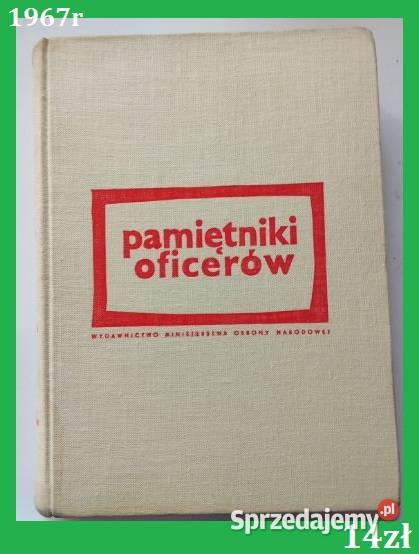 1967r
pamiętniki
oficerów
WYDAWNICTWO MINISTERSTWA OBRONY NARODOWEJ
Sprzedajemy.pl
14zł